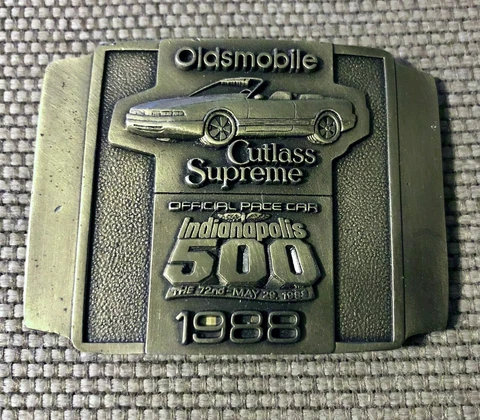 Oldsmobile
Cutlass
Supreme
OFFICIAL PACE CAR
Indianapolis
500
THE 72nd - MAY 29, 1988
1988